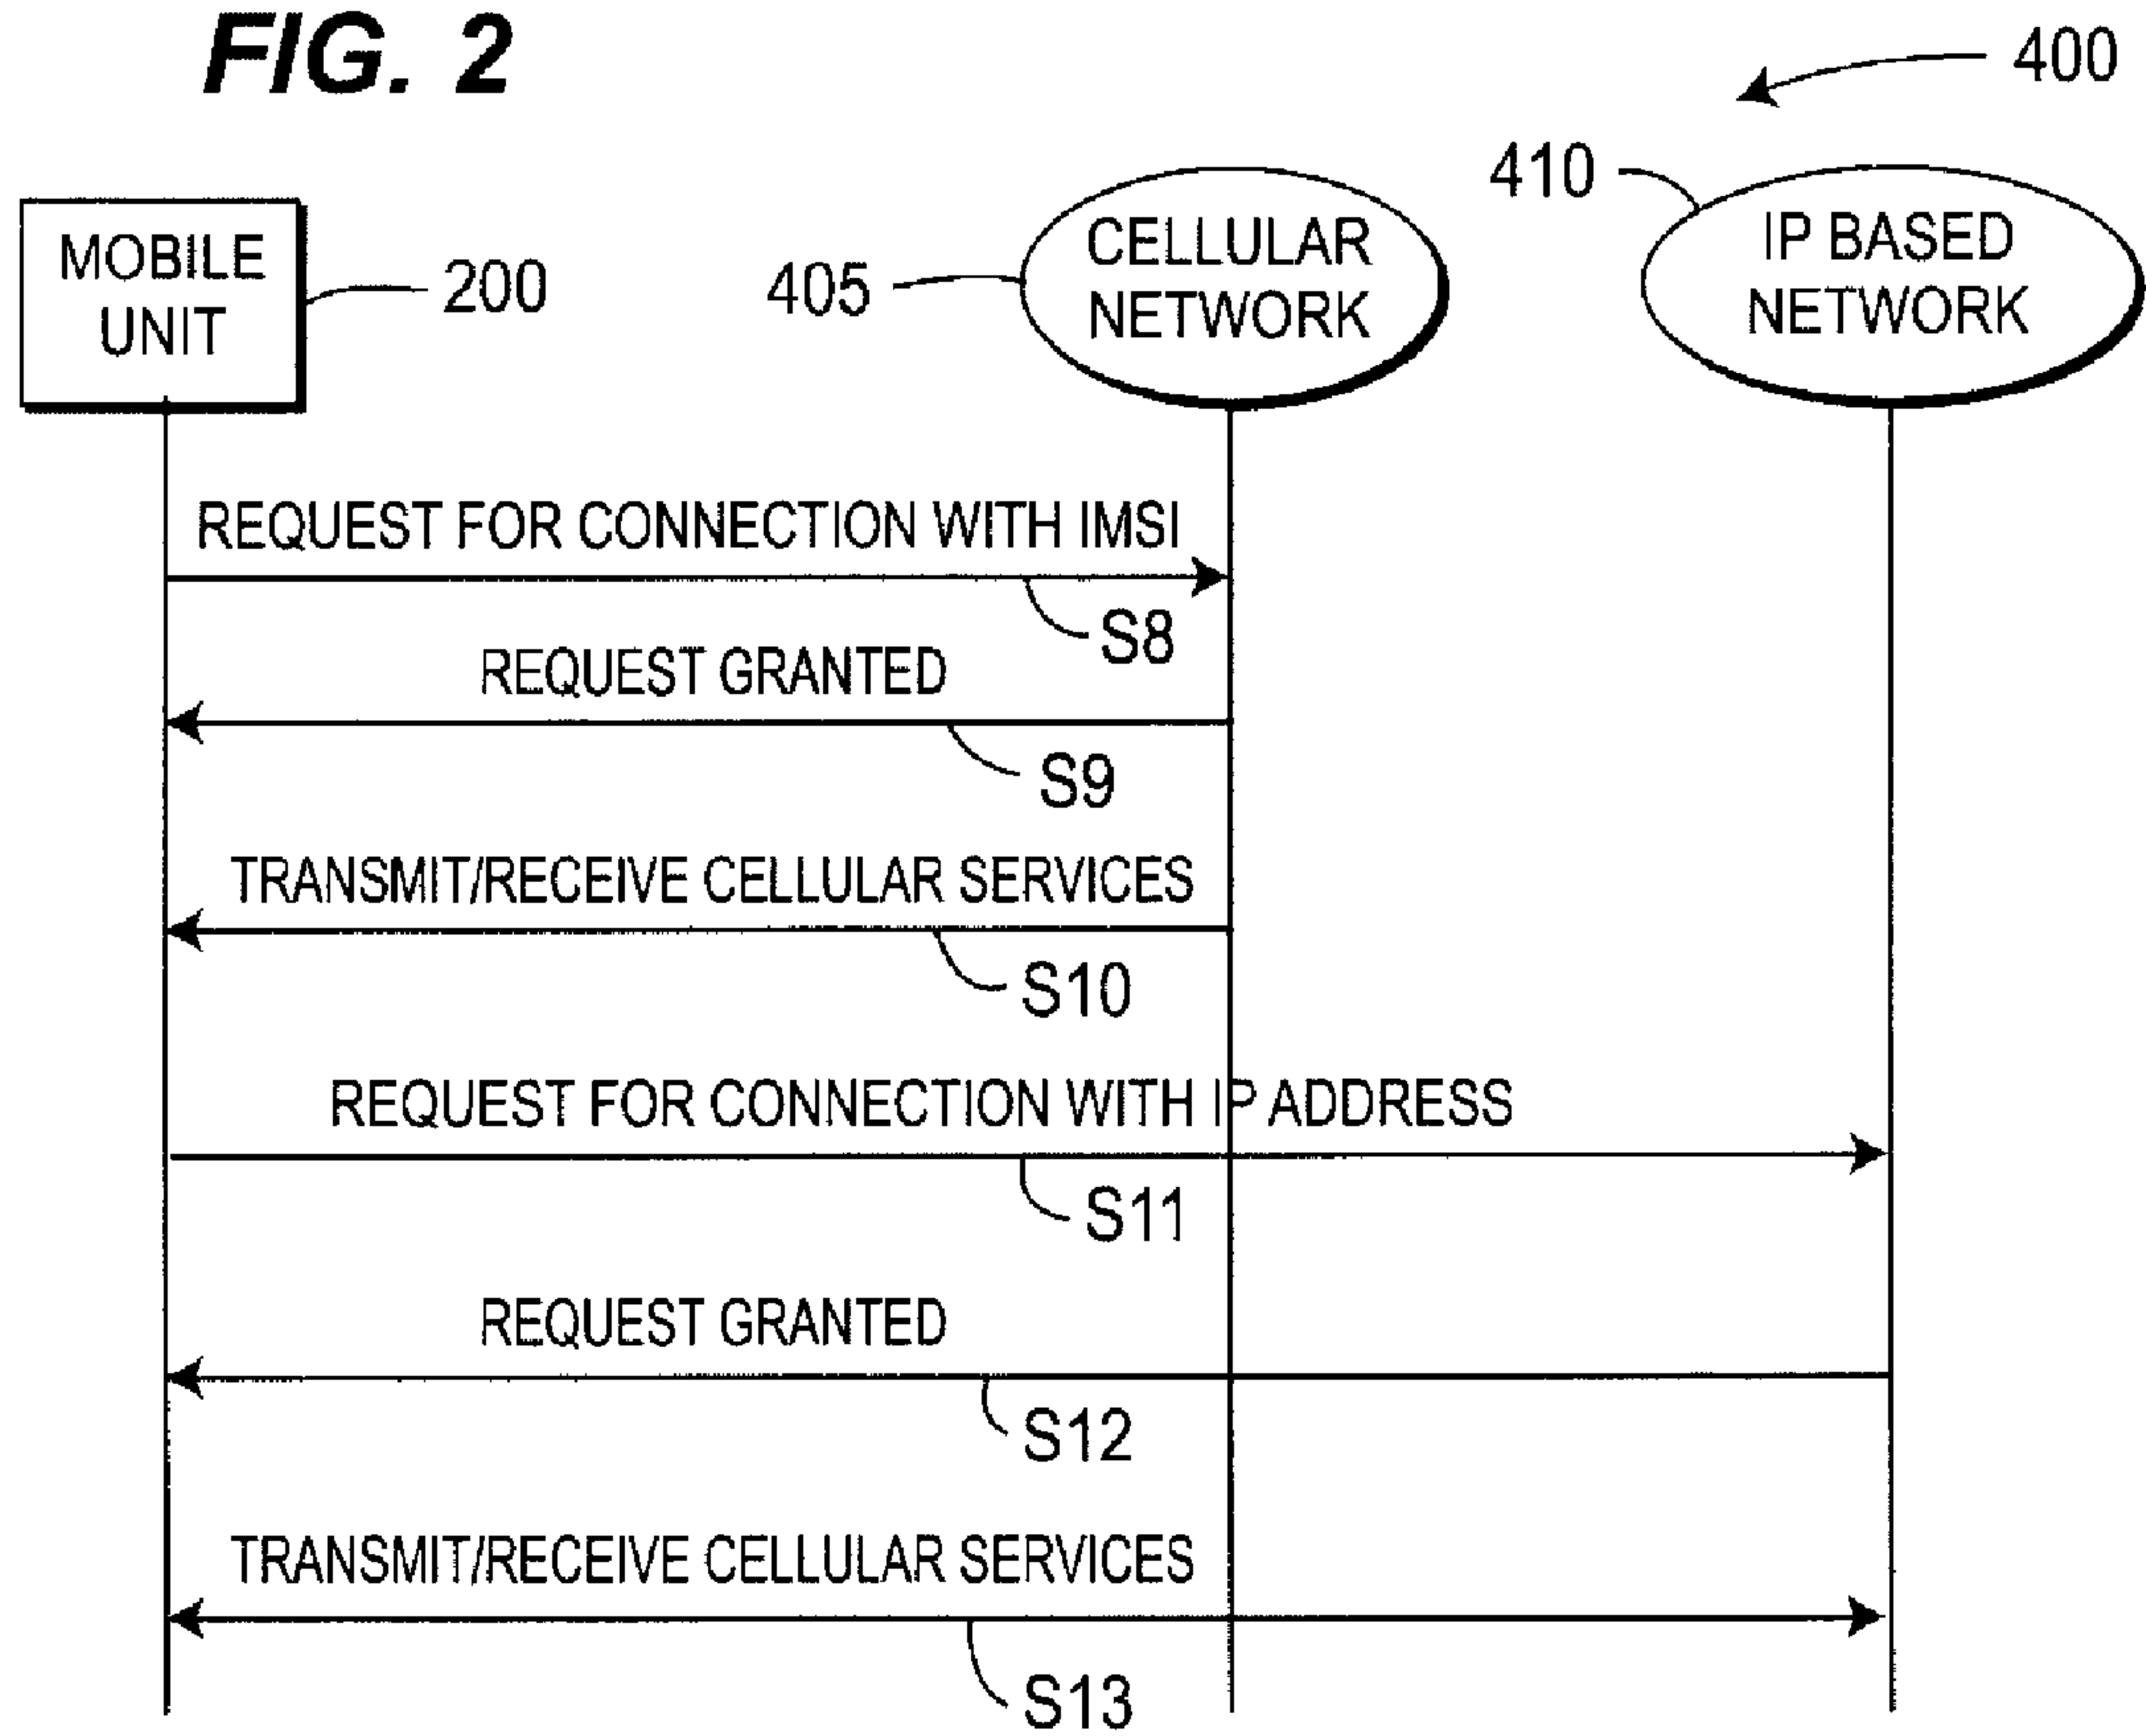 FIG. 2
400
410
MOBILE
UNIT
200
405
CELLULAR
NETWORK
IP BASED
NETWORK
REQUEST FOR CONNECTION WITH IMSI
S8
REQUEST GRANTED
S9
TRANSMIT/RECEIVE CELLULAR SERVICES
S10
REQUEST FOR CONNECTION WITH IP ADDRESS
S11
REQUEST GRANTED
S12
TRANSMIT/RECEIVE CELLULAR SERVICES
S13